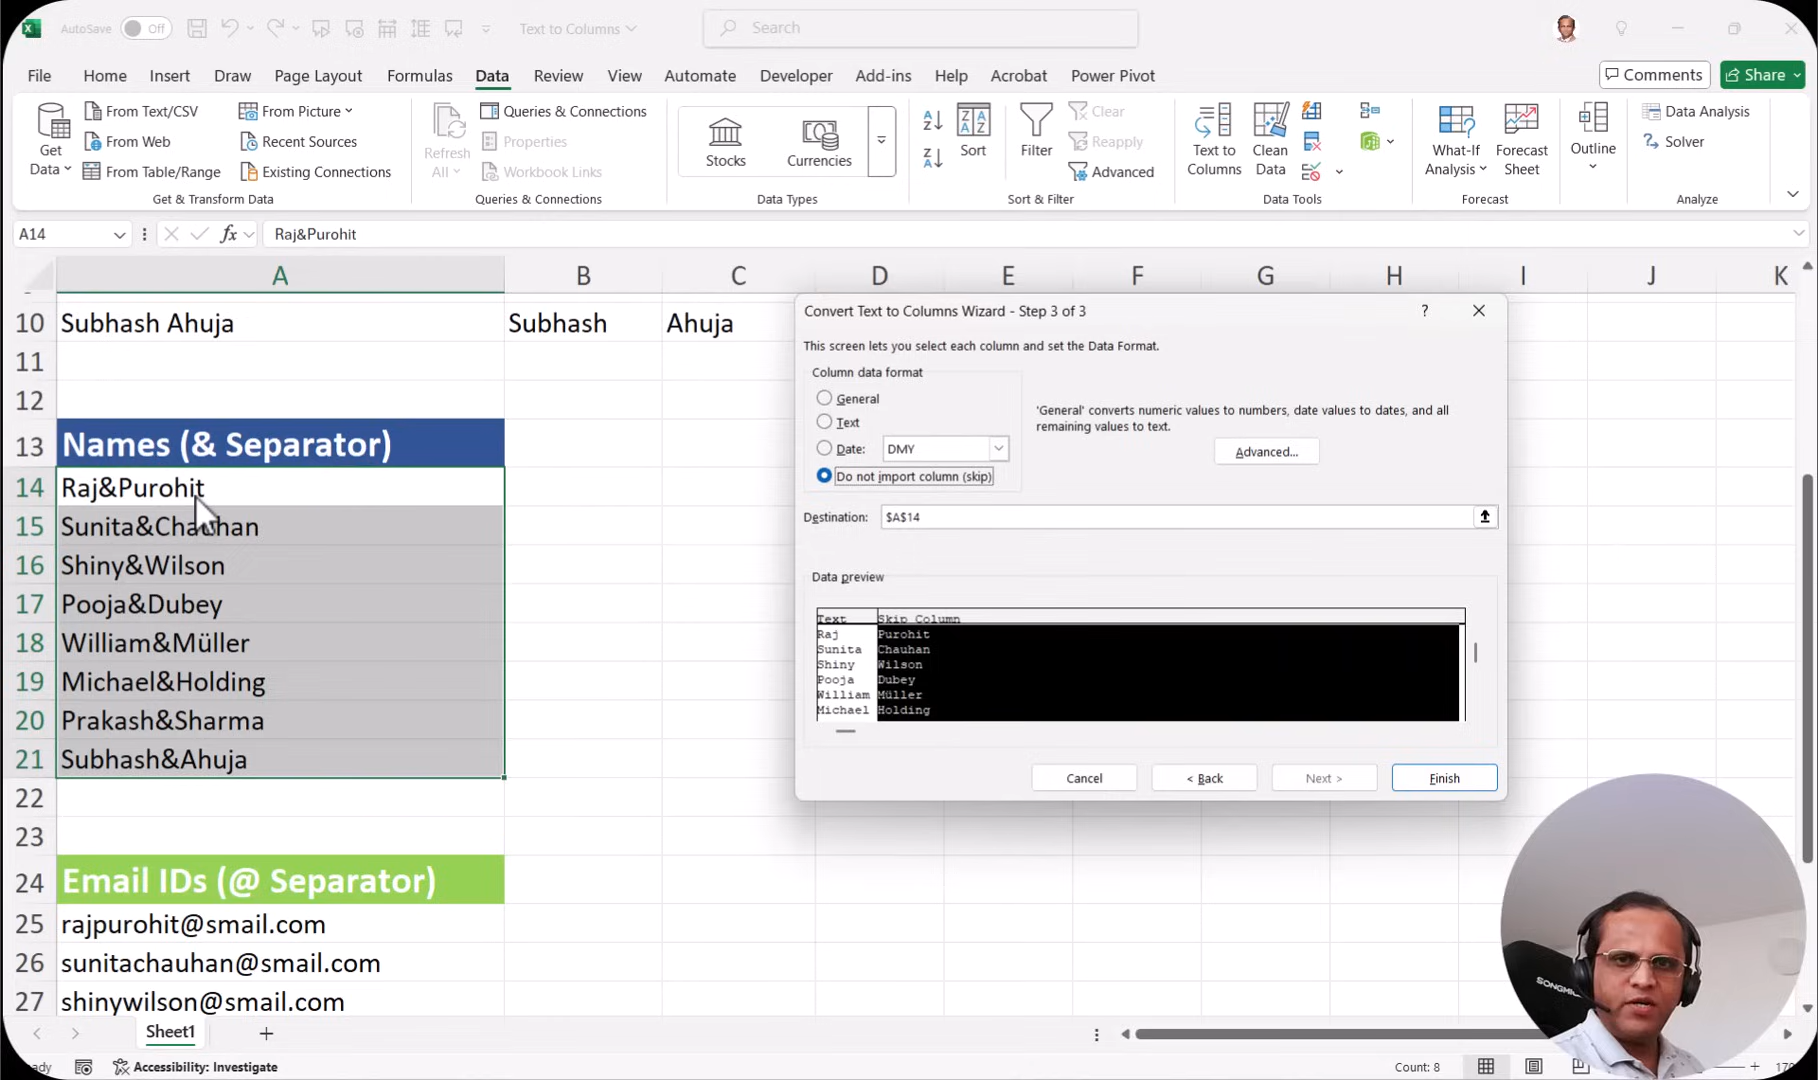 AutoSave Off
Text to Columns
Search
File Home Insert Draw Page Layout Formulas Data Review View Automate Developer Add-ins Help Acrobat Power Pivot
Comments
Share
Get Data
From Text/CSV
From Web
From Table/Range
From Picture
Recent Sources
Existing Connections
Get & Transform Data
Refresh All
Queries & Connections
Properties
Workbook Links
Queries & Connections
Stocks
Currencies
Data Types
Sort
Filter
Clear
Reapply
Advanced
Sort & Filter
Text to Columns
Clean Data
Data Tools
What-If Analysis
Forecast Sheet
Forecast
Outline
Data Analysis
Solver
Analyze
A14
fx
Raj&Purohit
A B C D E F G H I J K
10 Subhash Ahuja Subhash Ahuja
11
12
13 Names (& Separator)
14 Raj&Purohit
15 Sunita&Chauhan
16 Shiny&Wilson
17 Pooja&Dubey
18 William&Müller
19 Michael&Holding
20 Prakash&Sharma
21 Subhash&Ahuja
22
23
24 Email IDs (@ Separator)
25 rajpurohit@smail.com
26 sunitachauhan@smail.com
27 shinywilson@smail.com
Convert Text to Columns Wizard - Step 3 of 3
?
This screen lets you select each column and set the Data Format.
Column data format
General
Text
Date: DMY
Do not import column (skip)
'General' converts numeric values to numbers, date values to dates, and all
remaining values to text.
Advanced...
Destination: $A$14
Data preview
Text Skip Column
Raj Purohit
Sunita Chauhan
Shiny Wilson
Pooja Dubey
William Müller
Michael Holding
Cancel
< Back
Next >
Finish
Sheet1
Accessibility: Investigate
Count: 8